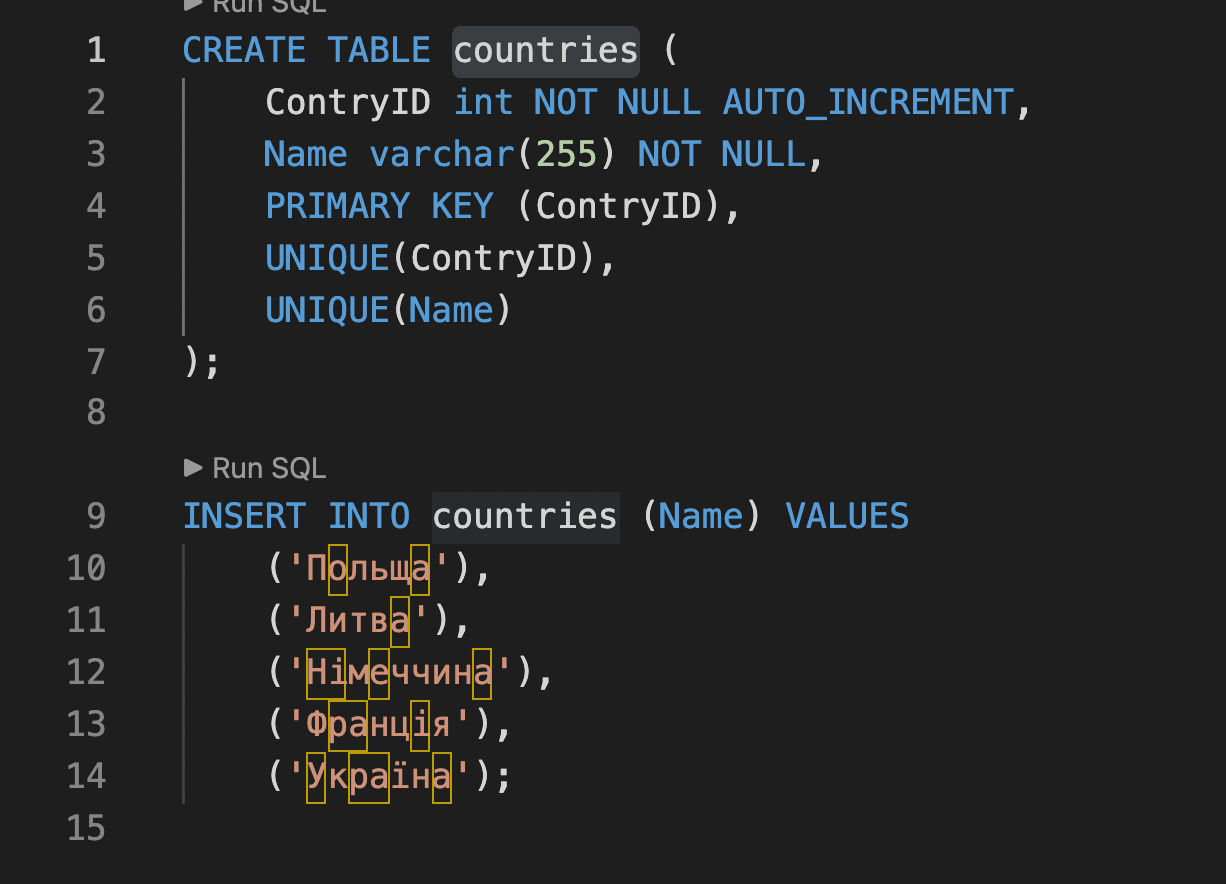 ▶ Run SQL
1 CREATE TABLE countries (
2     ContryID int NOT NULL AUTO_INCREMENT,
3     Name varchar(255) NOT NULL,
4     PRIMARY KEY (ContryID),
5     UNIQUE(ContryID),
6     UNIQUE(Name)
7 );
8
▶ Run SQL
9 INSERT INTO countries (Name) VALUES
10     ('Польща'),
11     ('Литва'),
12     ('Німеччина'),
13     ('Франція'),
14     ('Україна');
15